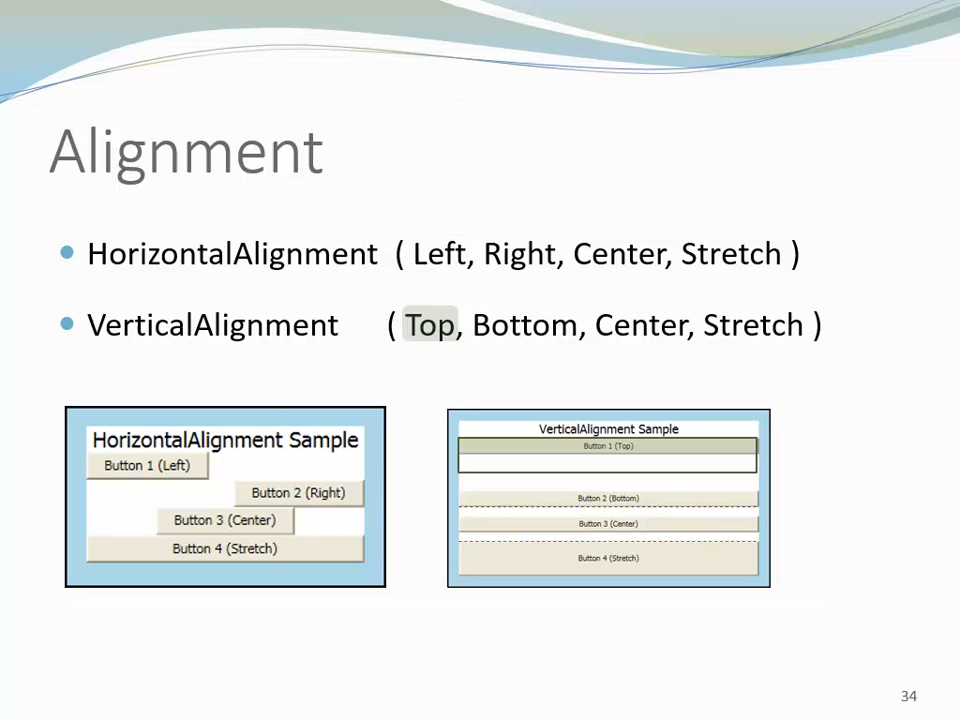 Alignment
HorizontalAlignment ( Left, Right, Center, Stretch )
VerticalAlignment ( Top, Bottom, Center, Stretch )
HorizontalAlignment Sample
Button 1 (Left)
Button 2 (Right)
Button 3 (Center)
Button 4 (Stretch)
VerticalAlignment Sample
Button 1 (Top)
Button 2 (Bottom)
Button 3 (Center)
Button 4 (Stretch)
34